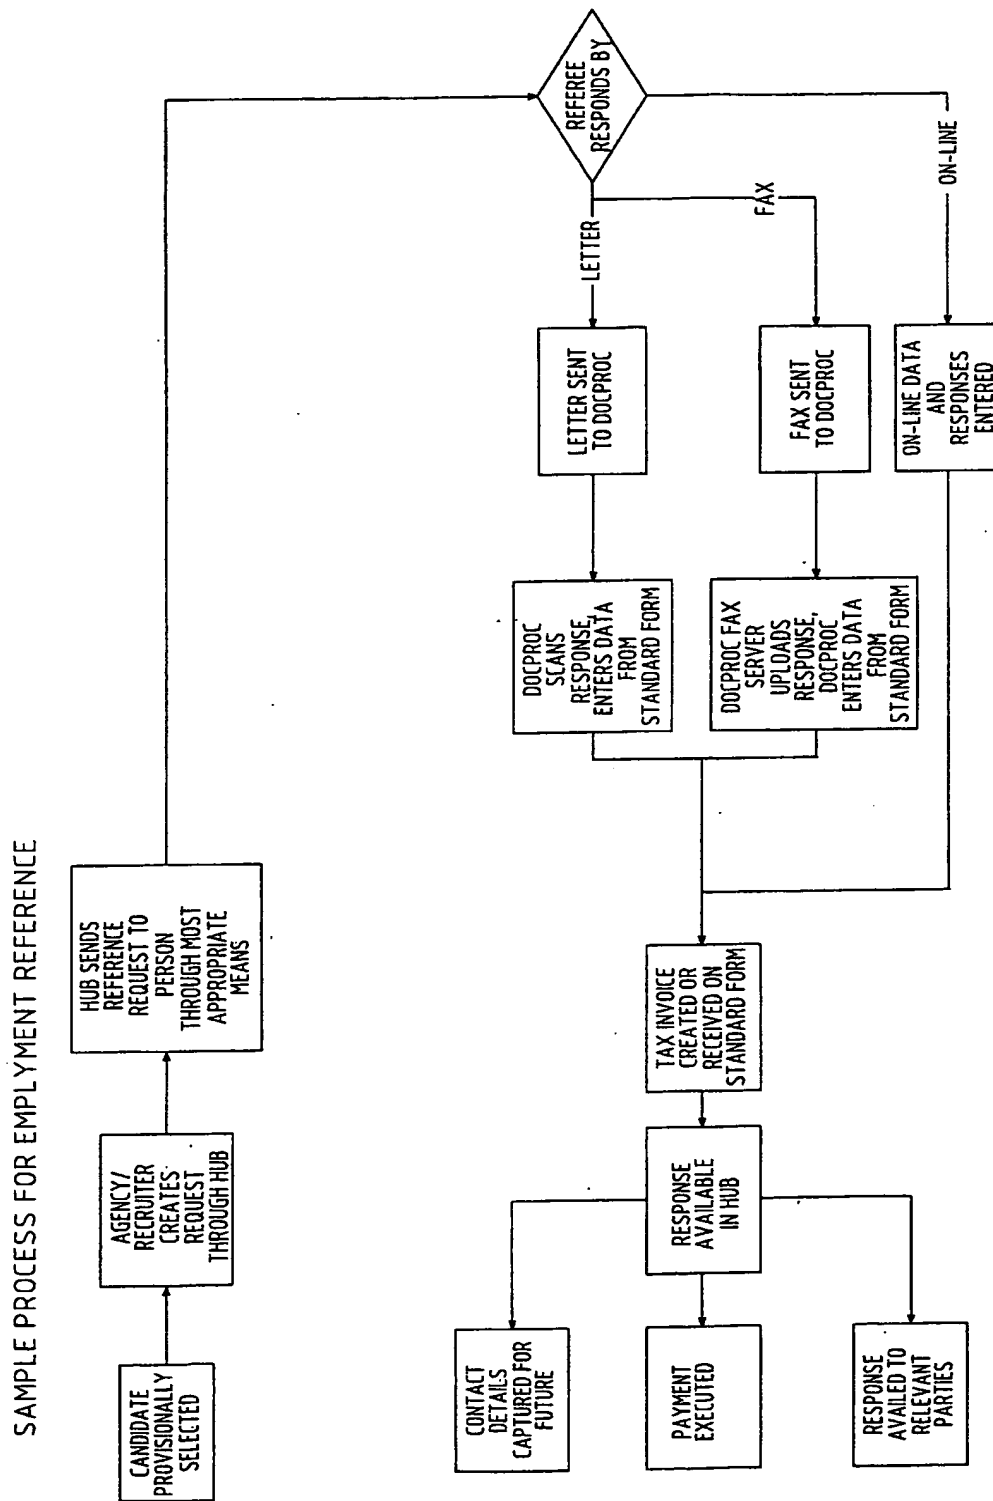 SAMPLE PROCESS FOR EMPLYMENT REFERENCE
CANDIDATE
PROVISIONALLY
SELECTED
AGENCY/
RECRUITER
CREATES
REQUEST
THROUGH HUB
HUB SENDS
REFERENCE
REQUEST TO
PERSON
THROUGH MOST
APPROPRIATE
MEANS
REFEREE
RESPONDS BY
LETTER
FAX
ON-LINE
LETTER SENT
TO DOCPROC
FAX SENT
TO DOCPROC
ON-LINE DATA
AND
RESPONSES
ENTERED
DOCPROC
SCANS
RESPONSE,
ENTERS DATA
FROM
STANDARD FORM
DOCPROC FAX
SERVER
UPLOADS
RESPONSE,
DOCPROC
ENTERS DATA
FROM
STANDARD FORM
TAX INVOICE
CREATED OR
RECEIVED ON
STANDARD FORM
RESPONSE
AVAILABLE
IN HUB
CONTACT
DETAILS
CAPTURED FOR
FUTURE
PAYMENT
EXECUTED
RESPONSE
AVAILED TO
RELEVANT
PARTIES